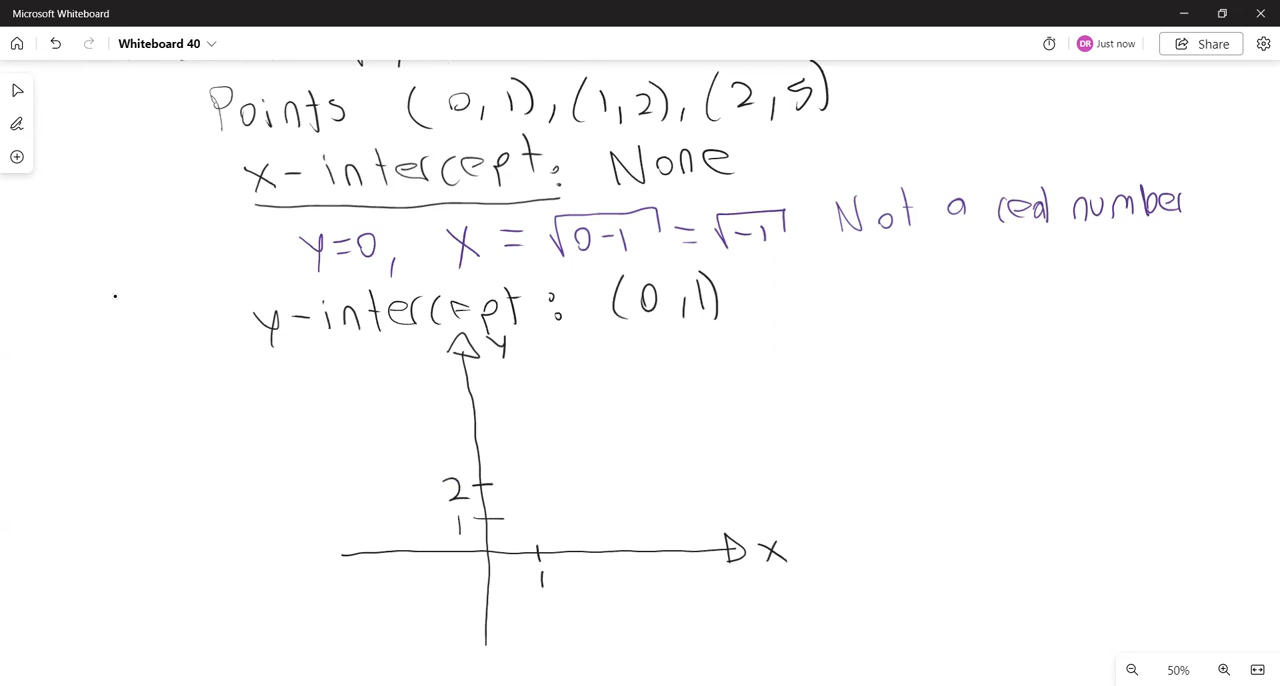 Microsoft Whiteboard
Whiteboard 40
DR Just now
Share
Points (0,1), (1,2), (2,5)
x-intercept: None
y=0, x = √0-1 = √-1 Not a real number
y-intercept : (0,1)
y
2
1
x
1
50%